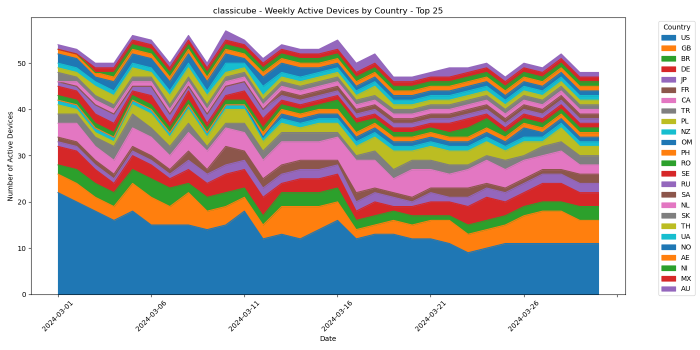 classicube - Weekly Active Devices by Country - Top 25
Number of Active Devices
50
40
30
20
10
0
2024-03-01
2024-03-06
2024-03-11
2024-03-16
2024-03-21
2024-03-26
Date
Country
US
GB
BR
DE
JP
FR
CA
TR
PL
NZ
OM
PH
RO
SE
RU
SA
NL
SK
TH
UA
NO
AE
NI
MX
AU